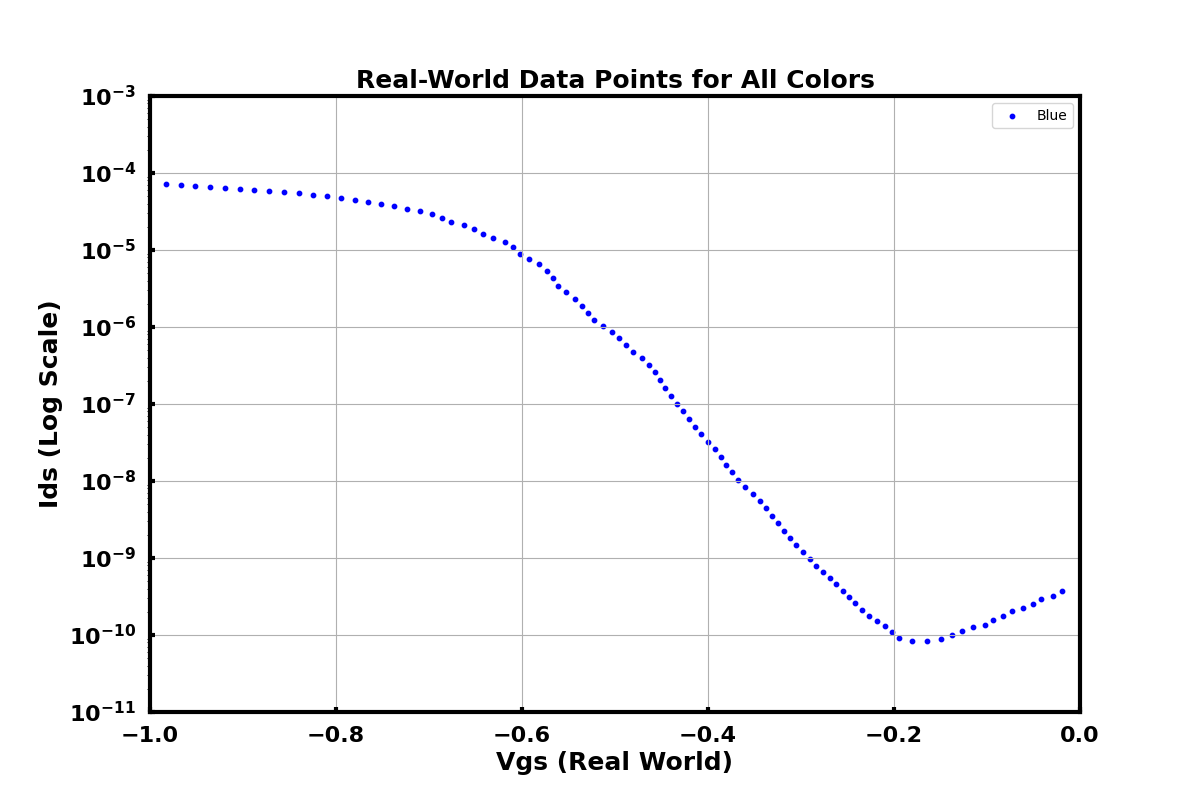 Real-World Data Points for All Colors
Blue
10⁻³
10⁻⁴
10⁻⁵
10⁻⁶
10⁻⁷
10⁻⁸
10⁻⁹
10⁻¹⁰
10⁻¹¹
Ids (Log Scale)
−1.0 −0.8 −0.6 −0.4 −0.2 0.0
Vgs (Real World)